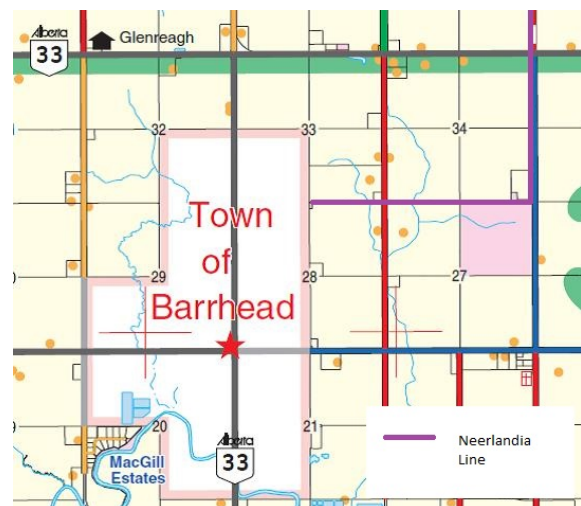 Alberta
33
Glenreagh
32
33
34
Town
of
Barrhead
29
28
27
20
21
Alberta
33
MacGill
Estates
Neerlandia
Line